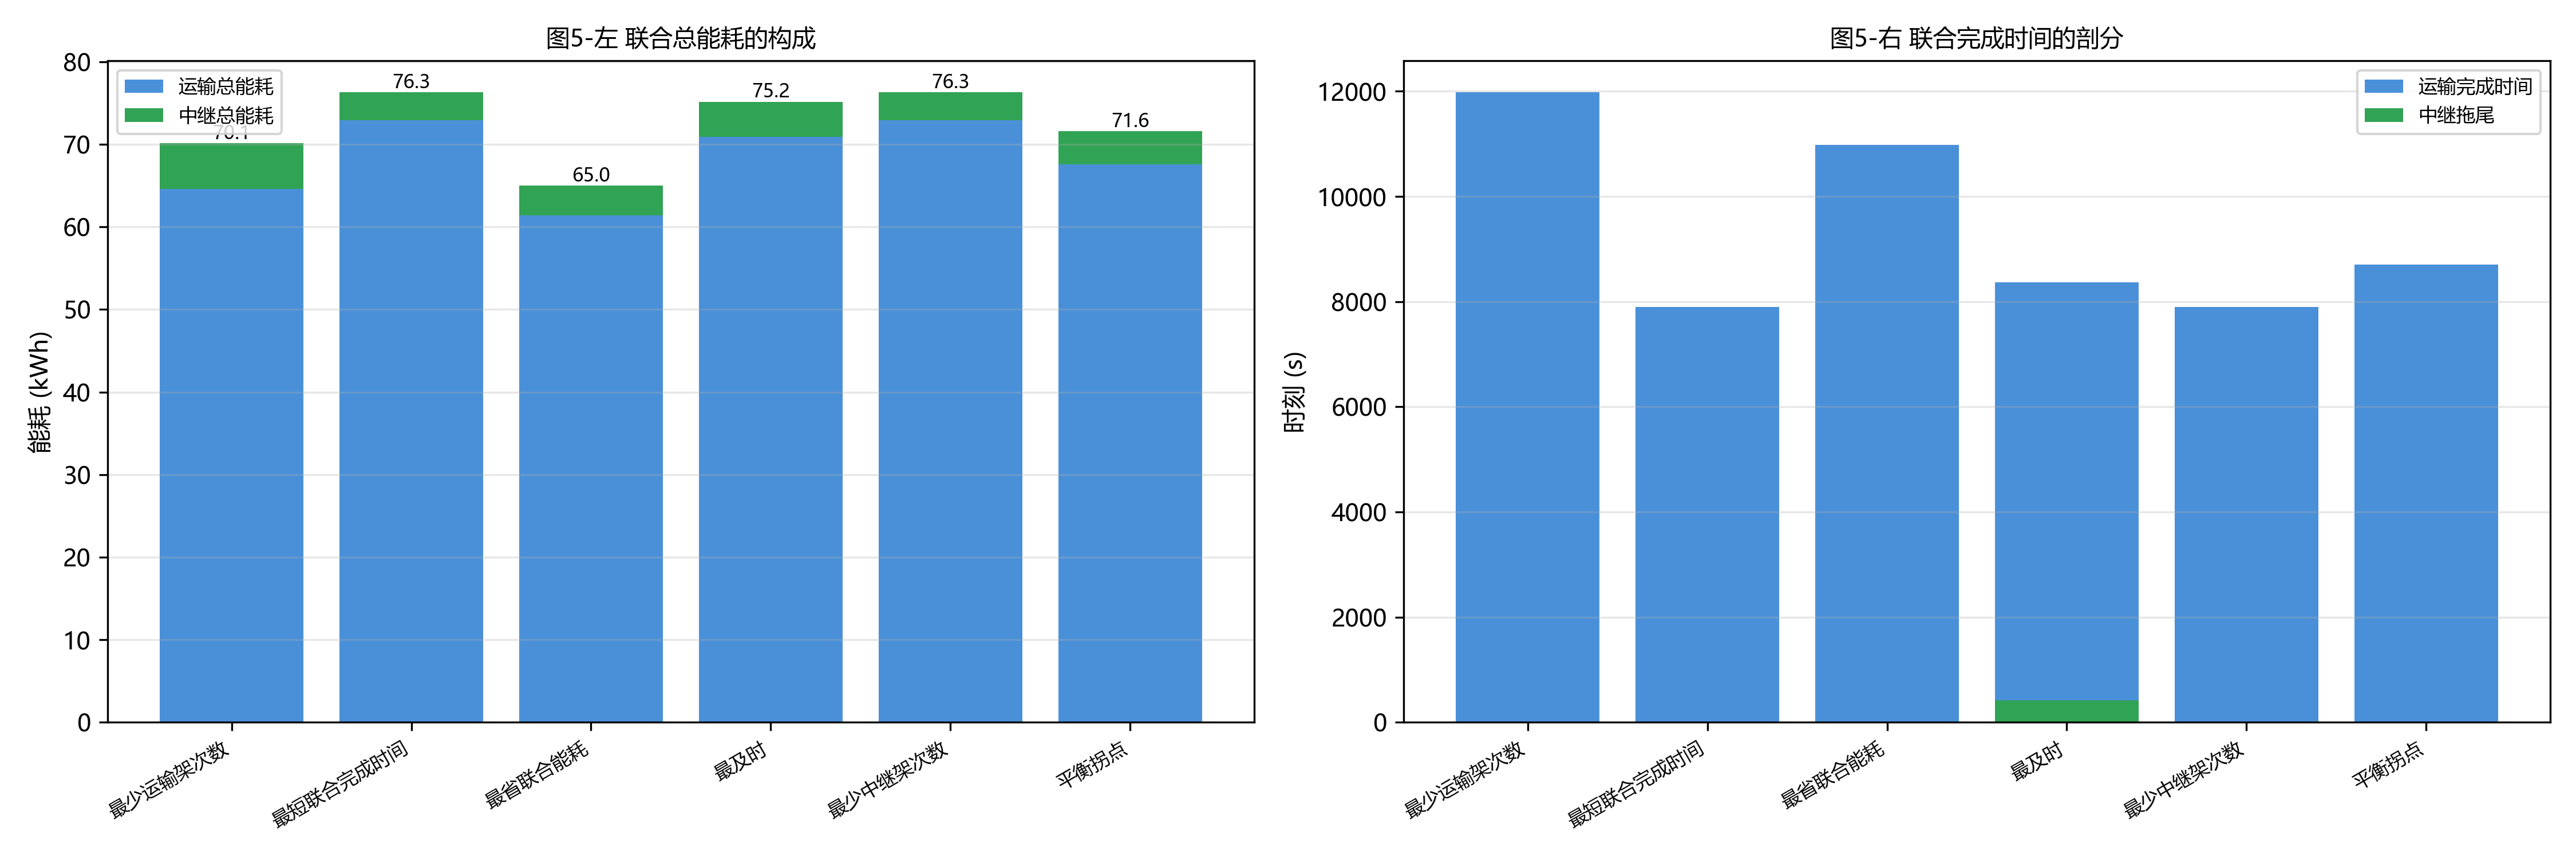 图5-左 联合总能耗的构成
80
70
60
50
40
30
20
10
0
能耗 (kWh)
运输总能耗
中继总能耗
70.1
76.3
65.0
75.2
76.3
71.6
最少运输架次数
最短联合完成时间
最省联合能耗
最及时
最少中继架次数
平衡拐点
图5-右 联合完成时间的剖分
12000
10000
8000
6000
4000
2000
0
时刻 (s)
运输完成时间
中继拖尾
最少运输架次数
最短联合完成时间
最省联合能耗
最及时
最少中继架次数
平衡拐点